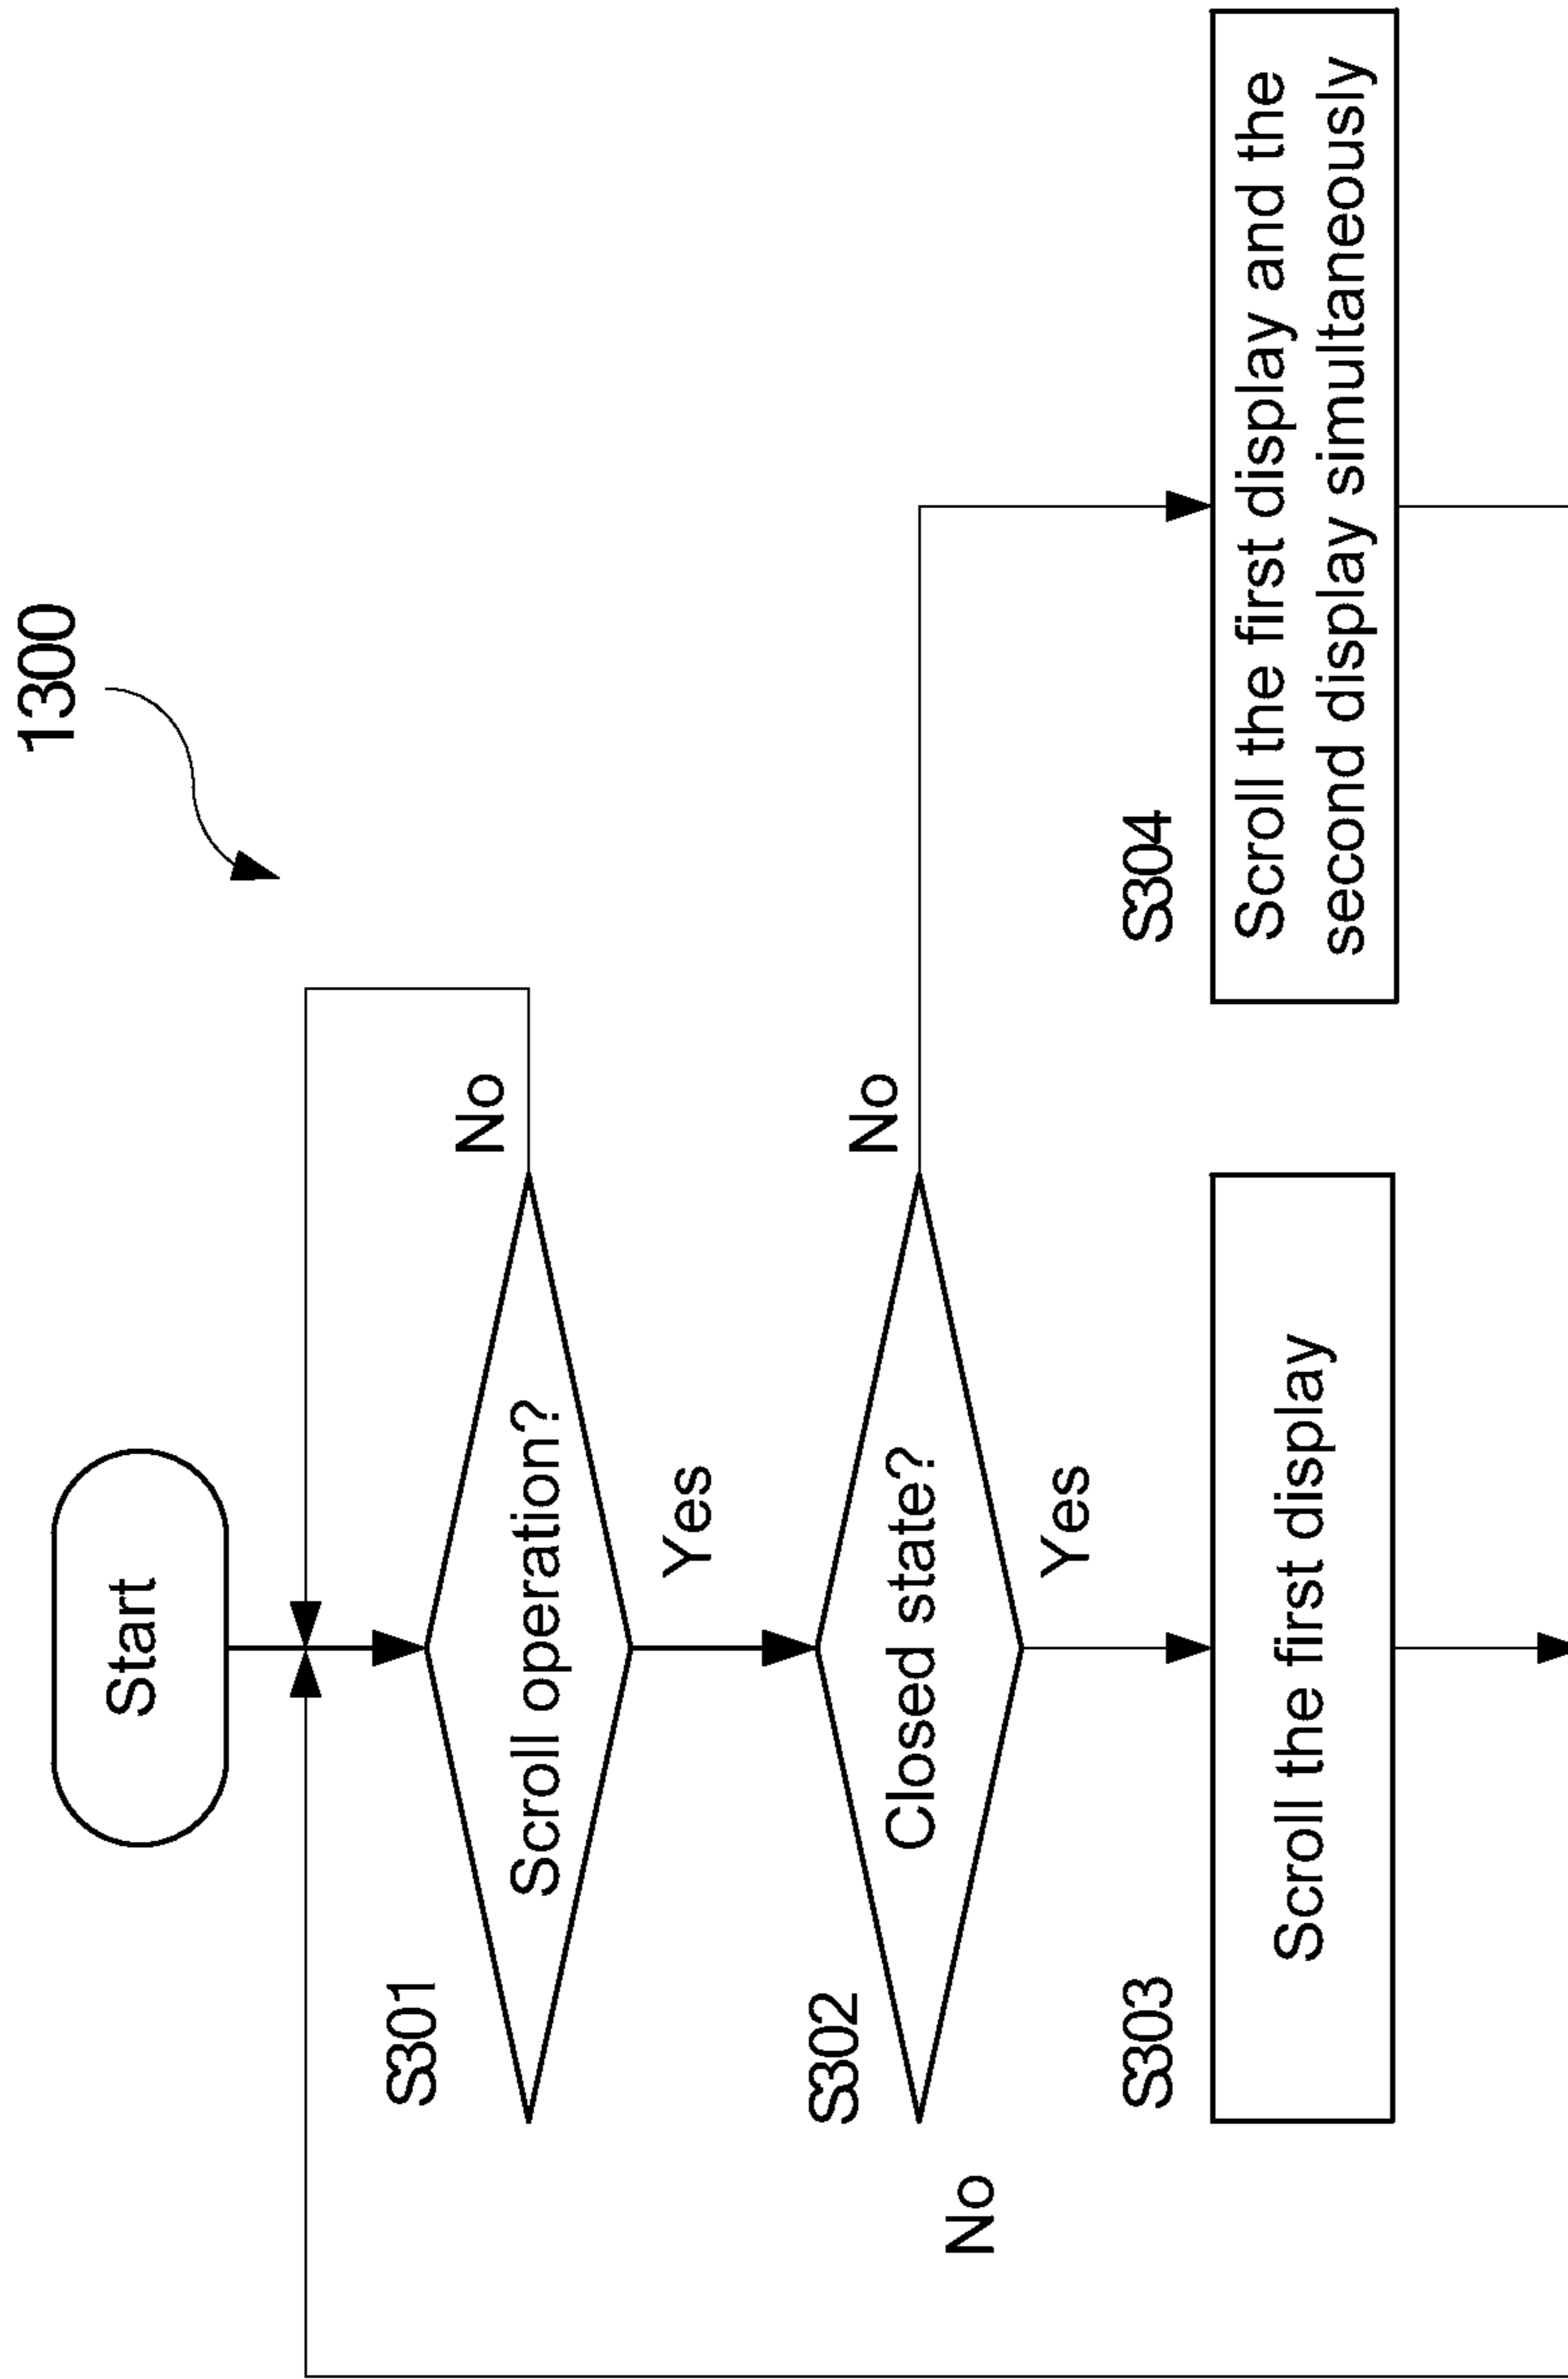 1300
Start
S301
Scroll operation?
No
Yes
S302
Closed state?
No
Yes
No
S303
Scroll the first display
S304
Scroll the first display and the
second display simultaneously